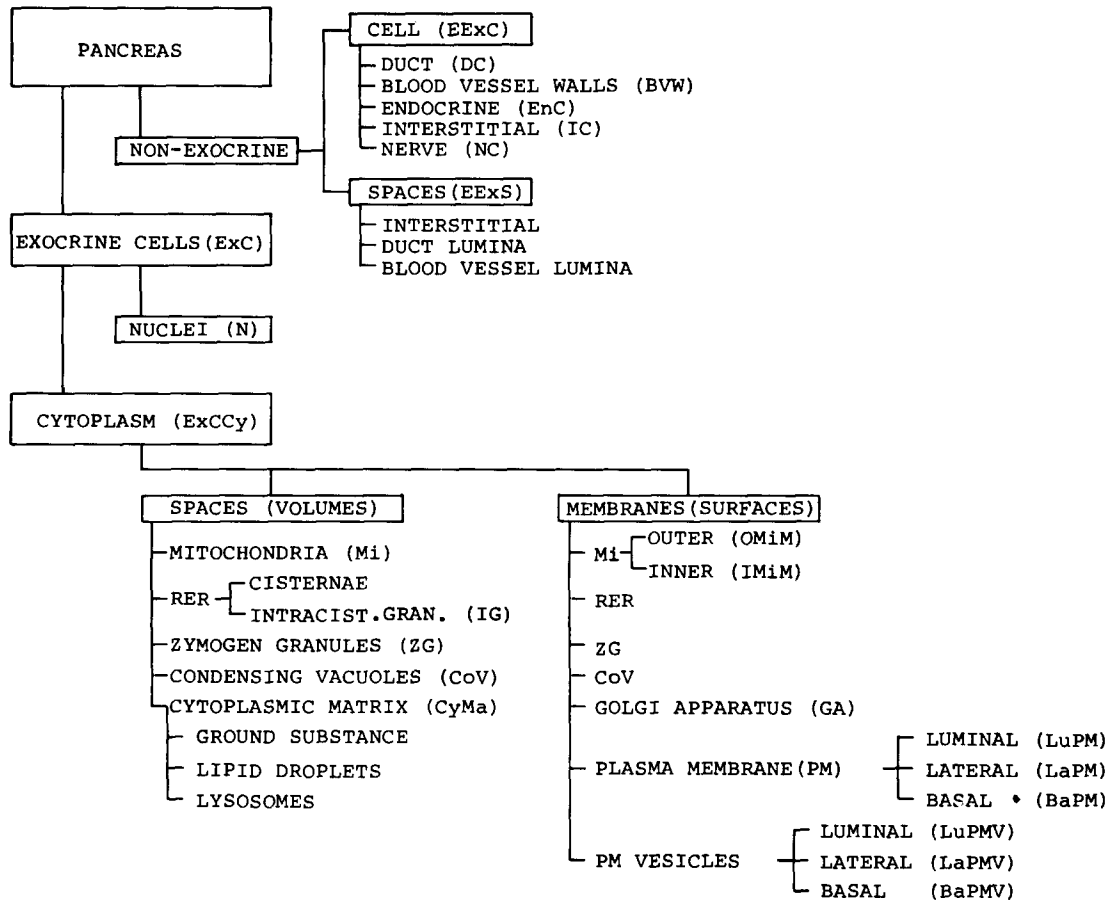 PANCREAS
NON-EXOCRINE
CELL (EExC)
DUCT (DC)
BLOOD VESSEL WALLS (BVW)
ENDOCRINE (EnC)
INTERSTITIAL (IC)
NERVE (NC)
SPACES (EExS)
INTERSTITIAL
DUCT LUMINA
BLOOD VESSEL LUMINA
EXOCRINE CELLS (ExC)
NUCLEI (N)
CYTOPLASM (ExCCy)
SPACES (VOLUMES)
MITOCHONDRIA (Mi)
RER
CISTERNAE
INTRACIST.GRAN. (IG)
ZYMOGEN GRANULES (ZG)
CONDENSING VACUOLES (CoV)
CYTOPLASMIC MATRIX (CyMa)
GROUND SUBSTANCE
LIPID DROPLETS
LYSOSOMES
MEMBRANES (SURFACES)
Mi
OUTER (OMiM)
INNER (IMiM)
RER
ZG
CoV
GOLGI APPARATUS (GA)
PLASMA MEMBRANE (PM)
LUMINAL (LuPM)
LATERAL (LaPM)
BASAL (BaPM)
PM VESICLES
LUMINAL (LuPMV)
LATERAL (LaPMV)
BASAL (BaPMV)